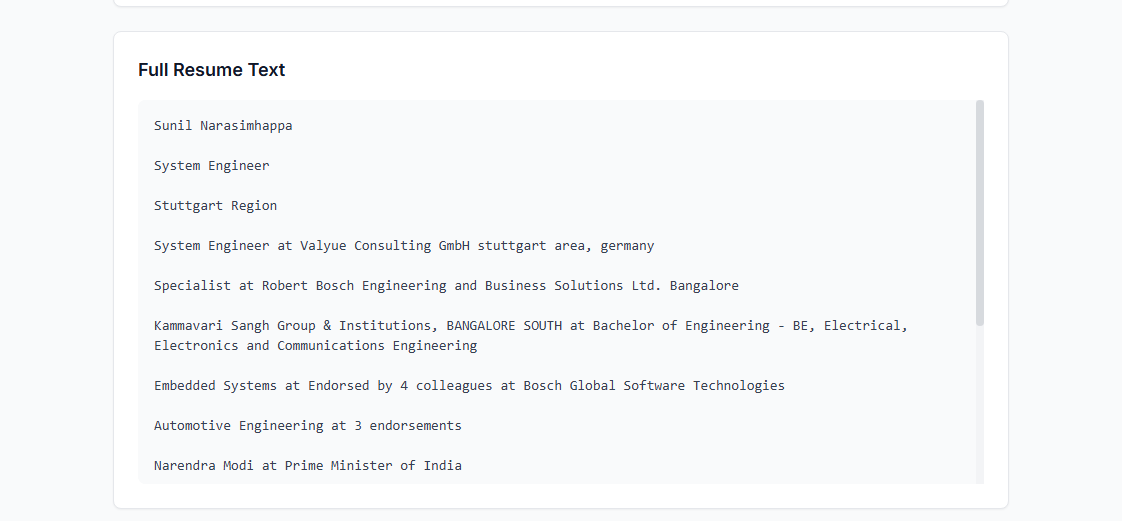 Full Resume Text
Sunil Narasimhappa
System Engineer
Stuttgart Region
System Engineer at Valyue Consulting GmbH stuttgart area, germany
Specialist at Robert Bosch Engineering and Business Solutions Ltd. Bangalore
Kammavari Sangh Group & Institutions, BANGALORE SOUTH at Bachelor of Engineering - BE, Electrical,
Electronics and Communications Engineering
Embedded Systems at Endorsed by 4 colleagues at Bosch Global Software Technologies
Automotive Engineering at 3 endorsements
Narendra Modi at Prime Minister of India